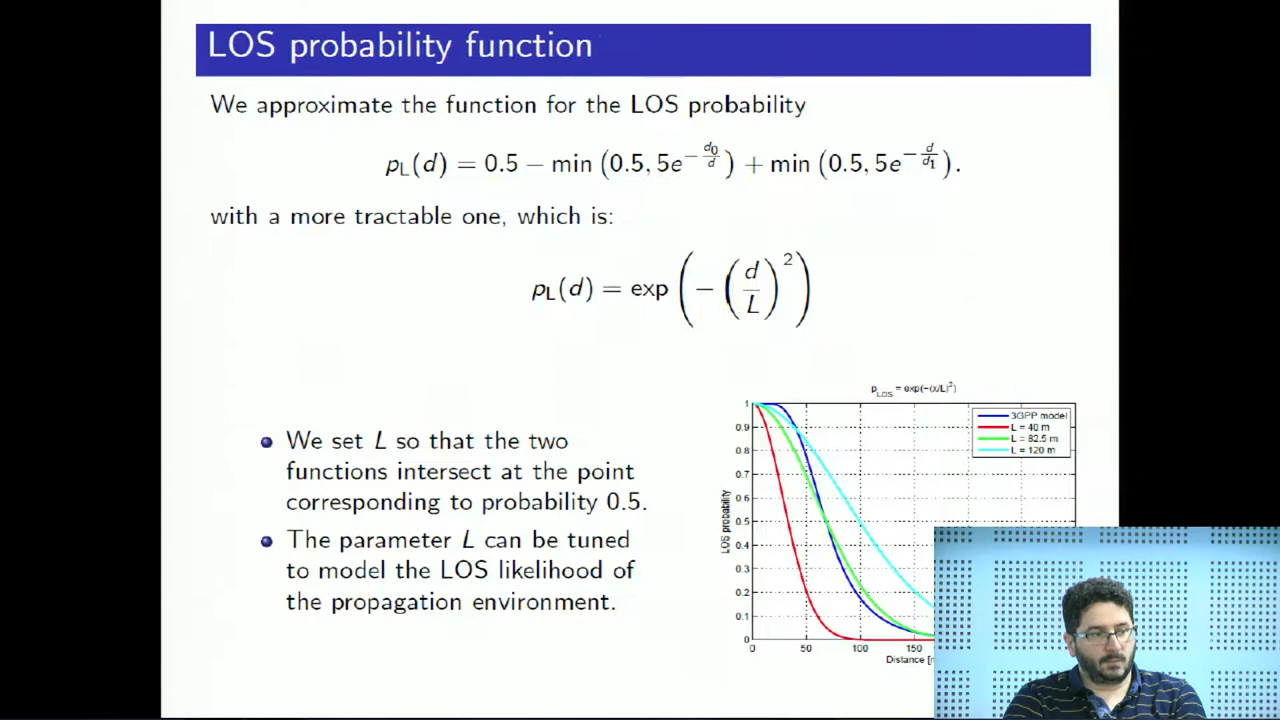 LOS probability function
We approximate the function for the LOS probability
p_L(d) = 0.5 − min (0.5, 5e^{−d_0/d}) + min (0.5, 5e^{−d/d_1}).
with a more tractable one, which is:
p_L(d) = exp (−(d/L)^2)
We set L so that the two
functions intersect at the point
corresponding to probability 0.5.
The parameter L can be tuned
to model the LOS likelihood of
the propagation environment.
p_LOS = exp(−(x/L)^2)
3GPP model
L = 40 m
L = 82.5 m
L = 120 m
LOS probability
1
0.9
0.8
0.7
0.6
0.5
0.4
0.3
0.2
0.1
0
0 50 100 150
Distance